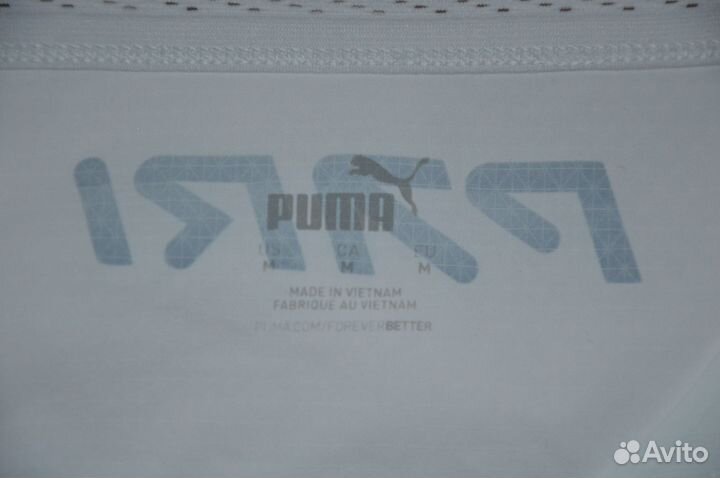 PUMA
US CA EU
M M M
MADE IN VIETNAM
FABRIQUE AU VIETNAM
PUMA.COM/FOREVERBETTER
Avito